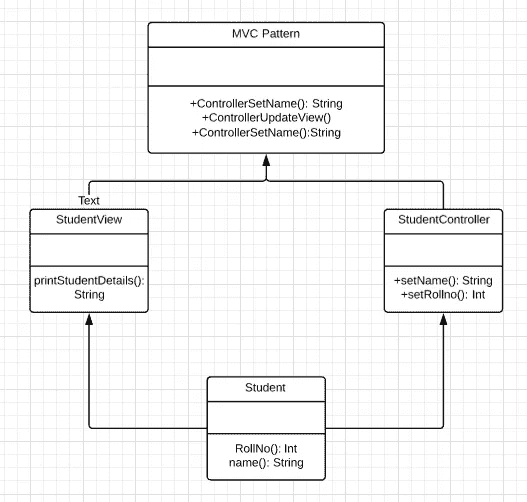 MVC Pattern
+ControllerSetName(): String
+ControllerUpdateView()
+ControllerSetName():String
Text
StudentView
printStudentDetails():
String
StudentController
+setName(): String
+setRollno(): Int
Student
RollNo(): Int
name(): String